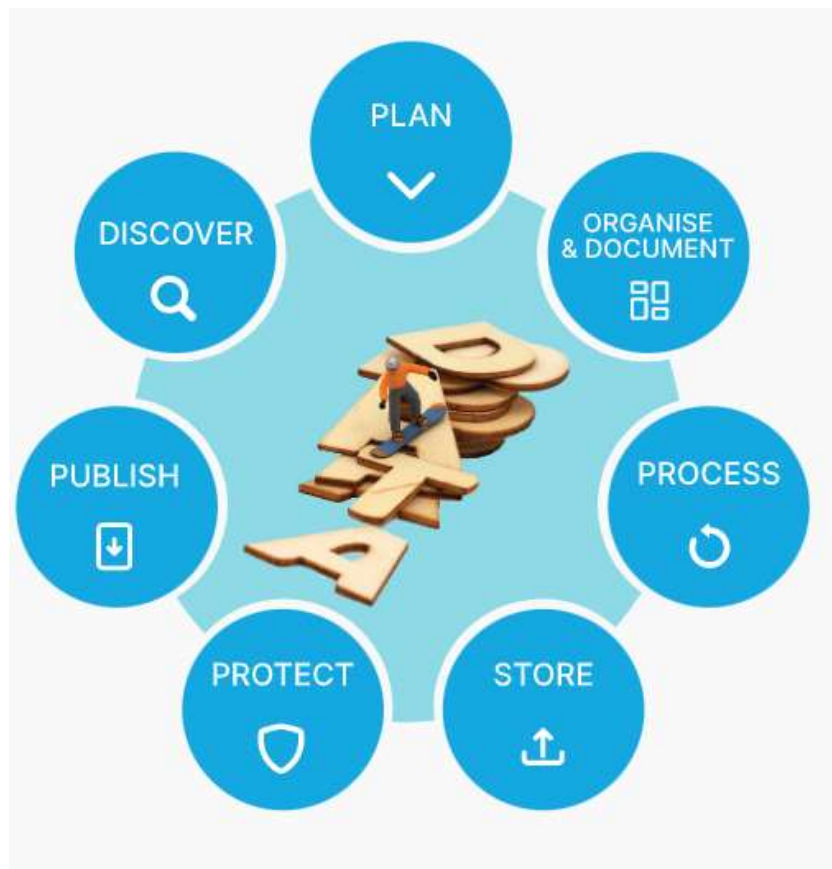 PLAN
ORGANISE
& DOCUMENT
PROCESS
STORE
PROTECT
PUBLISH
DISCOVER
D
A
T
A